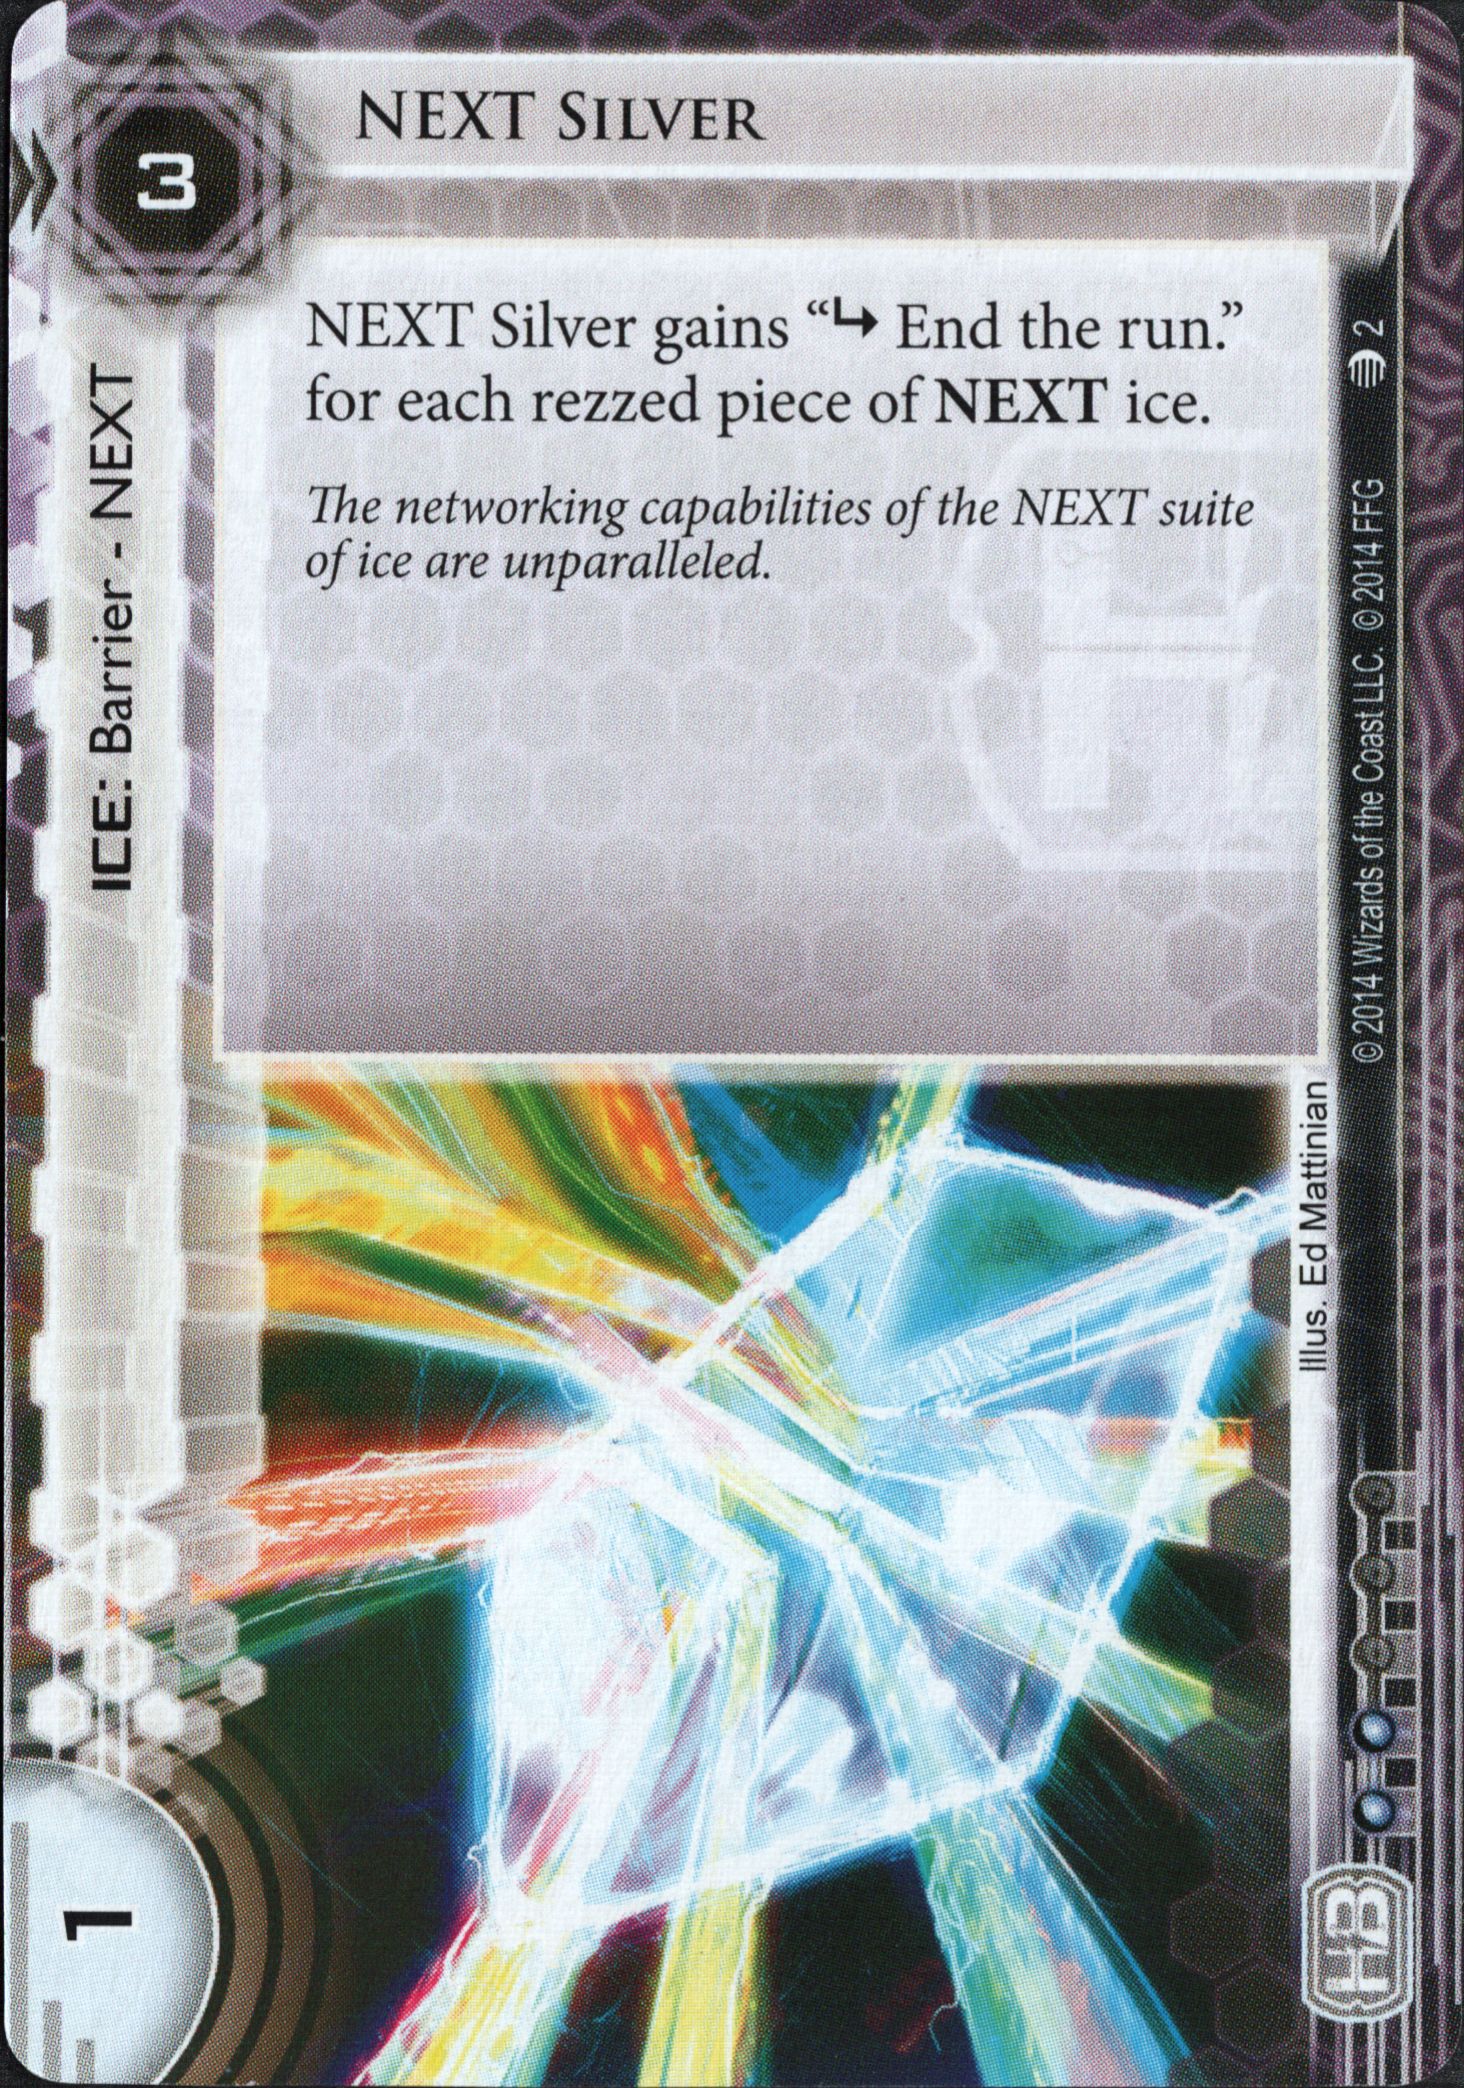 NEXT SILVER
3
NEXT Silver gains “↳ End the run.”
for each rezzed piece of NEXT ice.
The networking capabilities of the NEXT suite
of ice are unparalleled.
ICE: Barrier - NEXT
2
© 2014 Wizards of the Coast LLC. © 2014 FFG
Illus. Ed Mattinian
1
HB